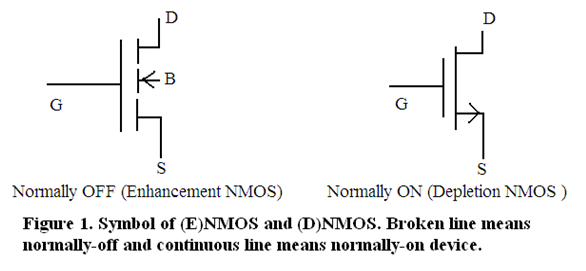 D
D
B
G
G
S
S
Normally OFF (Enhancement NMOS)
Normally ON (Depletion NMOS )
Figure 1. Symbol of (E)NMOS and (D)NMOS. Broken line means
normally-off and continuous line means normally-on device.